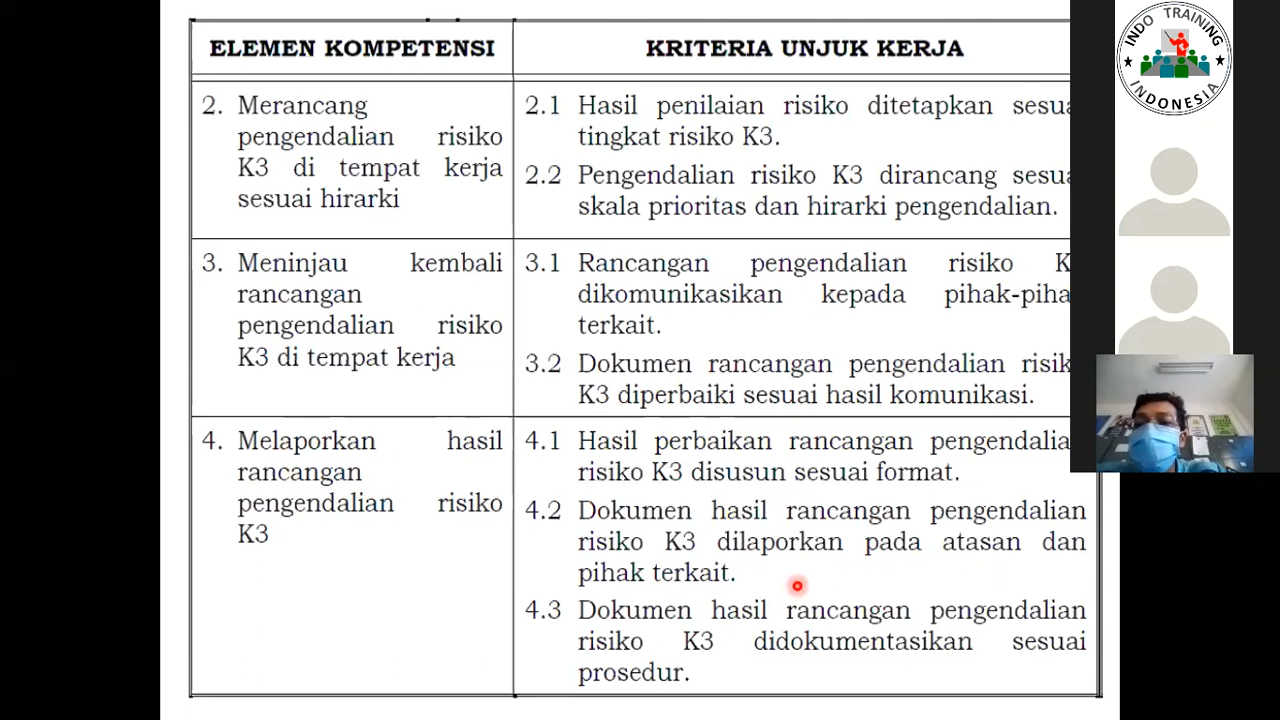 ELEMEN KOMPETENSI
KRITERIA UNJUK KERJA
2. Merancang
pengendalian risiko
K3 di tempat kerja
sesuai hirarki
2.1 Hasil penilaian risiko ditetapkan sesua
tingkat risiko K3.
2.2 Pengendalian risiko K3 dirancang sesua
skala prioritas dan hirarki pengendalian.
3. Meninjau kembali
rancangan
pengendalian risiko
K3 di tempat kerja
3.1 Rancangan pengendalian risiko K
dikomunikasikan kepada pihak-piha
terkait.
3.2 Dokumen rancangan pengendalian risik
K3 diperbaiki sesuai hasil komunikasi.
4. Melaporkan hasil
rancangan
pengendalian risiko
K3
4.1 Hasil perbaikan rancangan pengendalia
risiko K3 disusun sesuai format.
4.2 Dokumen hasil rancangan pengendalian
risiko K3 dilaporkan pada atasan dan
pihak terkait.
4.3 Dokumen hasil rancangan pengendalian
risiko K3 didokumentasikan sesuai
prosedur.
INDO TRAINING
INDONESIA